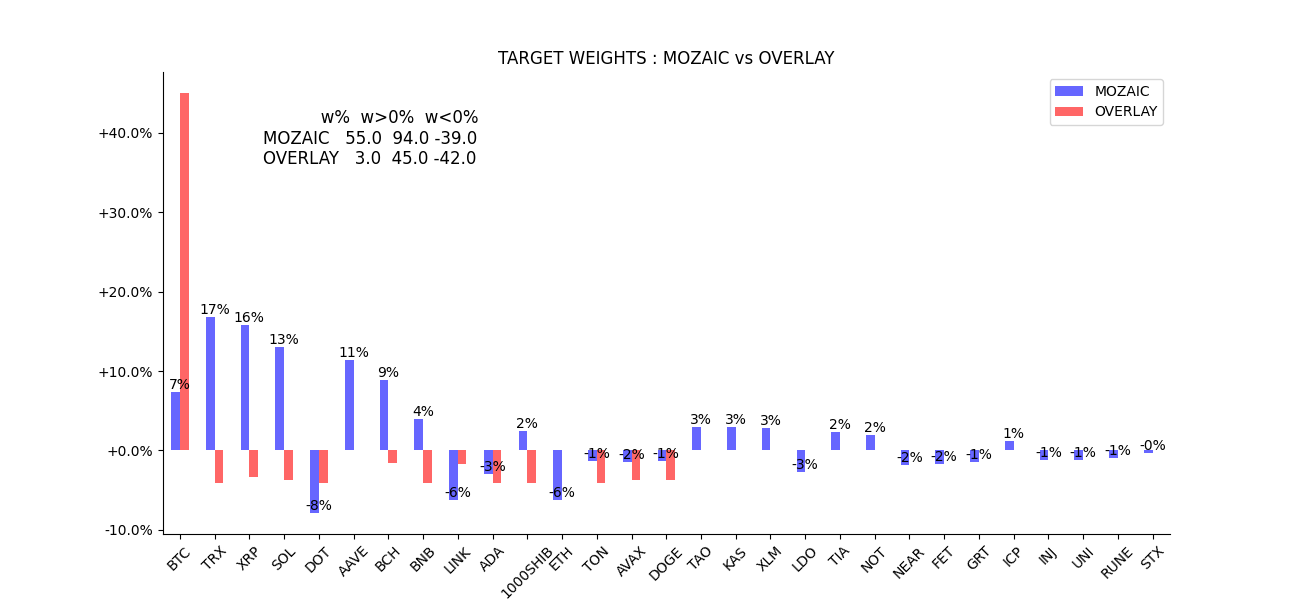 TARGET WEIGHTS : MOZAIC vs OVERLAY
MOZAIC
OVERLAY
w% w>0% w<0%
MOZAIC 55.0 94.0 -39.0
OVERLAY 3.0 45.0 -42.0
+40.0%
+30.0%
+20.0%
+10.0%
+0.0%
-10.0%
7%
17%
16%
13%
-8%
11%
9%
4%
-6%
-3%
2%
-6%
-1%
-2%
-1%
3%
3%
3%
-3%
2%
2%
-2%
-2%
-1%
1%
-1%
-1%
-1%
-0%
BTC
TRX
XRP
SOL
DOT
AAVE
BCH
BNB
LINK
ADA
1000SHIB
ETH
TON
AVAX
DOGE
TAO
KAS
XLM
LDO
TIA
NOT
NEAR
FET
GRT
ICP
INJ
UNI
RUNE
STX